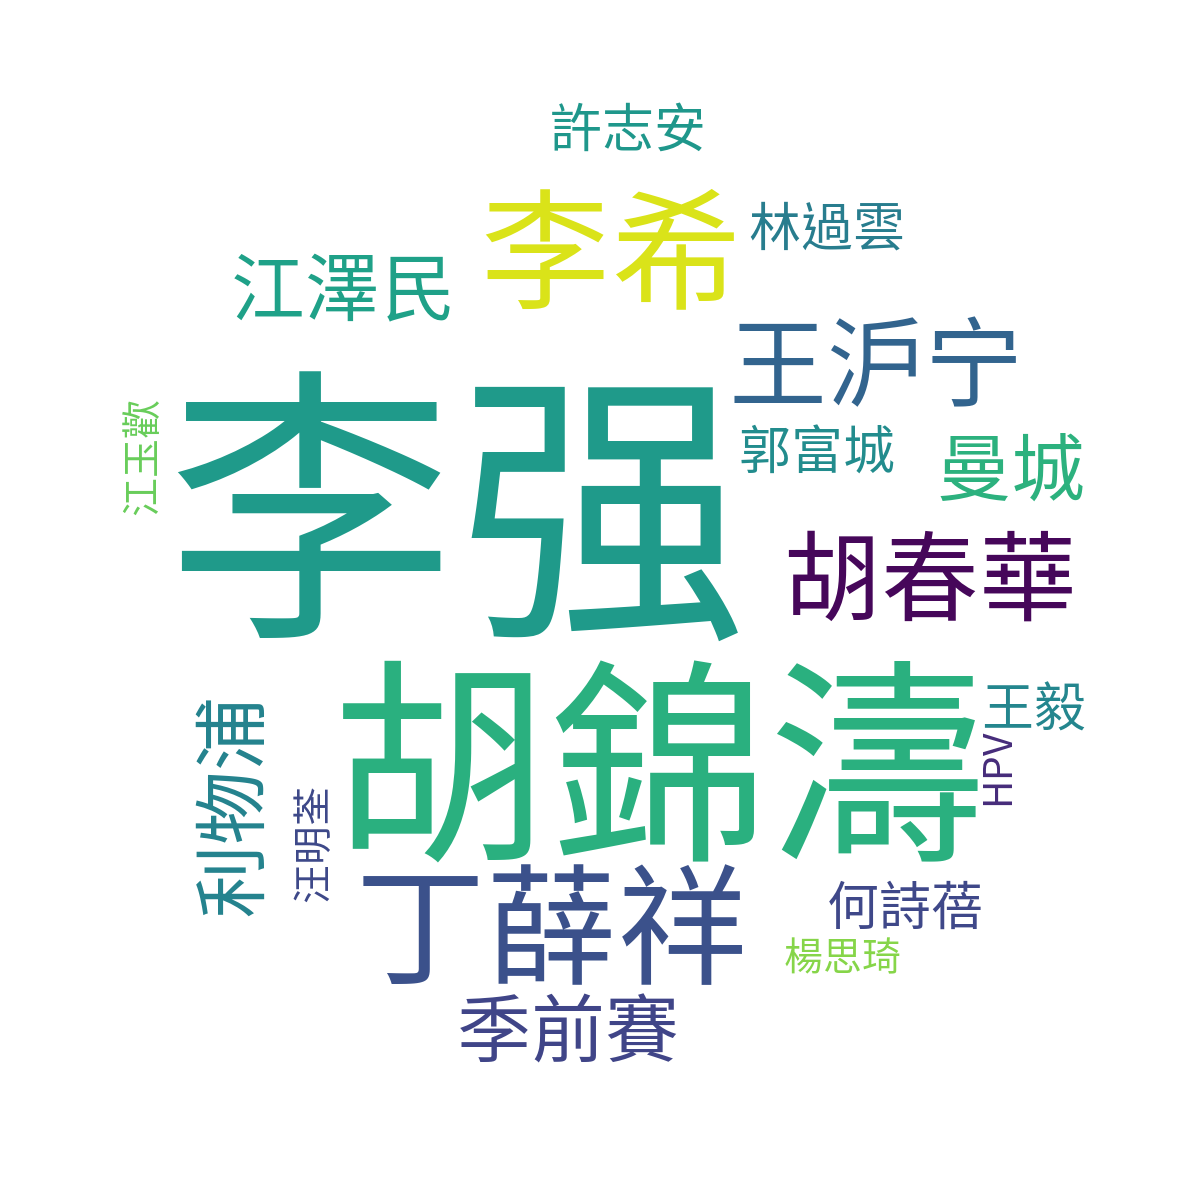 許志安
李希
林過雲
江澤民
王沪宁
李强
江玉歡
郭富城
曼城
胡春華
胡錦濤
王毅
HPV
利物浦
汪明荃
丁薛祥
何詩蓓
楊思琦
季前賽